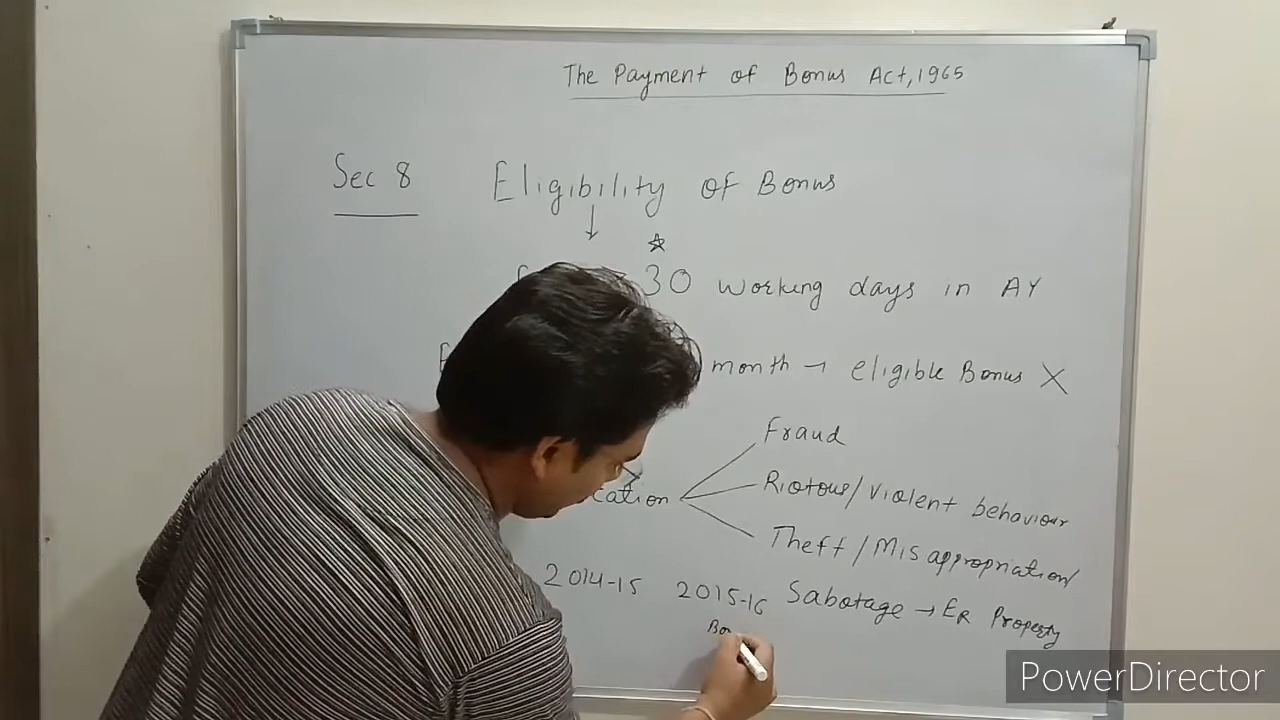 The Payment of Bonus Act, 1965
Sec 8 Eligibility of Bonus
30 working days in AY
month → eligible Bonus X
Fraud
cation Riotous/Violent behaviour
Theft/Misappropriation/
2014-15 2015-16 Sabotage → ER Property
Bo
PowerDirector